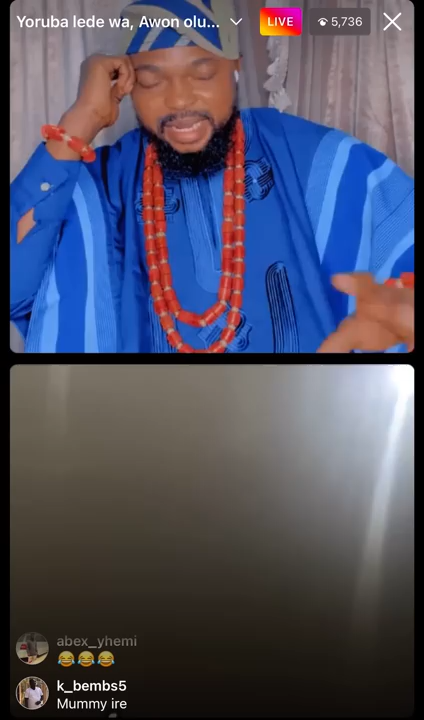 Yoruba lede wa, Awon olu...
LIVE
5,736
abex_yhemi
😂😂😂
k_bembs5
Mummy ire